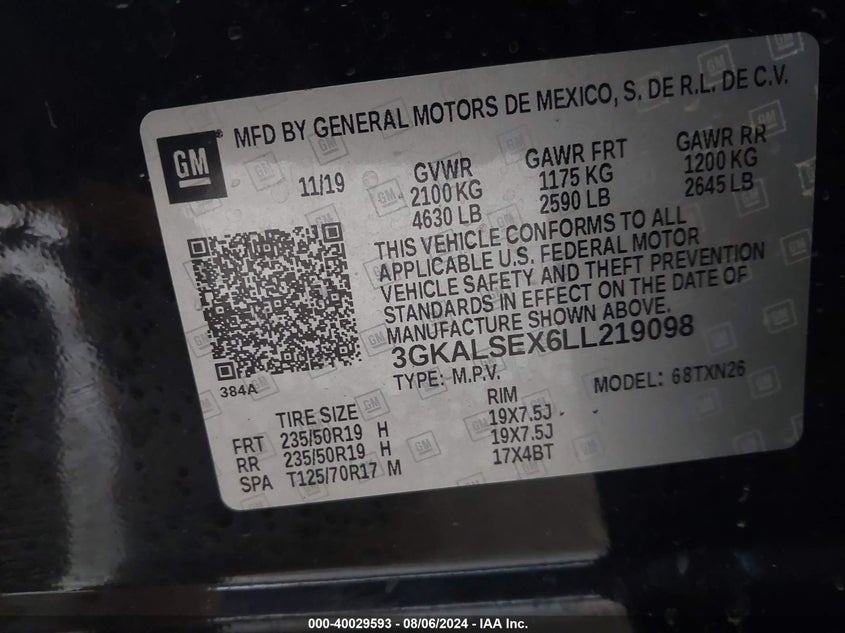 MFD BY GENERAL MOTORS DE MEXICO, S. DE R.L. DE C.V.
GM
11/19
GVWR GAWR FRT GAWR RR
2100 KG 1175 KG 1200 KG
4630 LB 2590 LB 2645 LB
THIS VEHICLE CONFORMS TO ALL
APPLICABLE U.S. FEDERAL MOTOR
VEHICLE SAFETY AND THEFT PREVENTION
STANDARDS IN EFFECT ON THE DATE OF
MANUFACTURE SHOWN ABOVE.
3GKALSEX6LL219098
384A
TYPE: M.P.V. MODEL: 68TXN26
TIRE SIZE RIM
FRT 235/50R19 H 19X7.5J
RR 235/50R19 H 19X7.5J
SPA T125/70R17 M 17X4BT
000-40029593 - 08/06/2024 - IAA Inc.